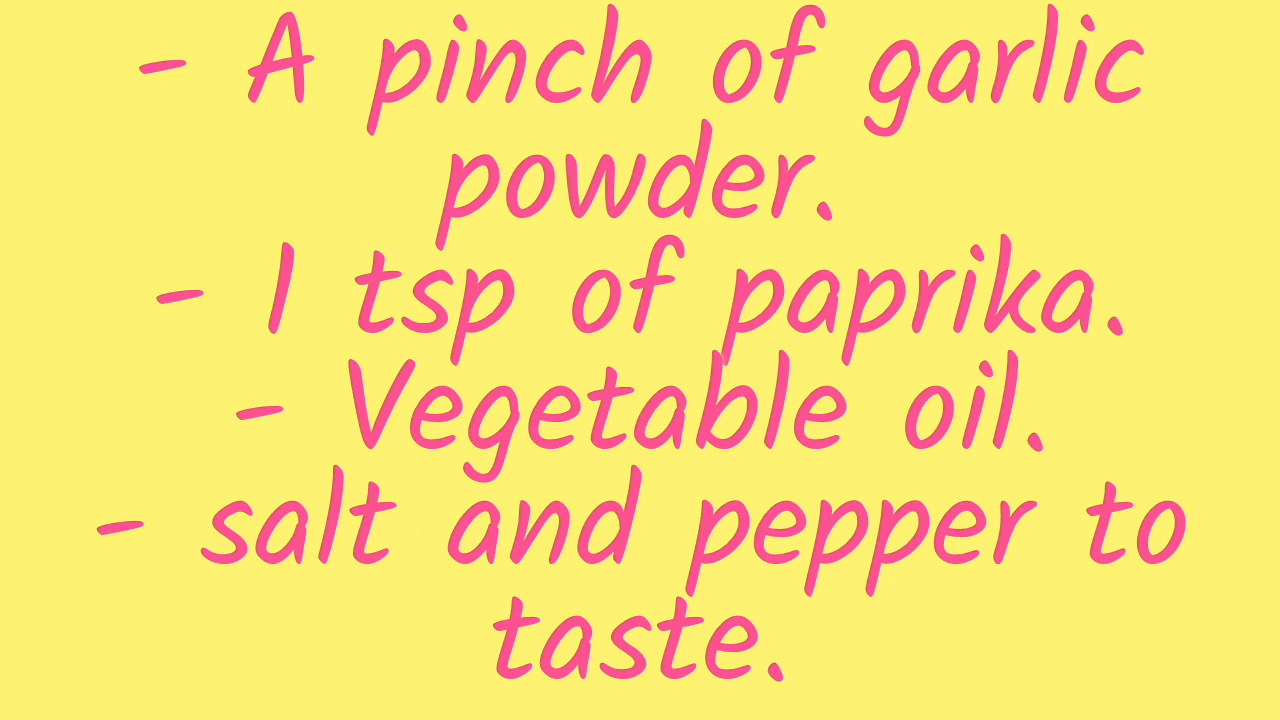 - A pinch of garlic
powder.
- 1 tsp of paprika.
- Vegetable oil.
- salt and pepper to
taste.